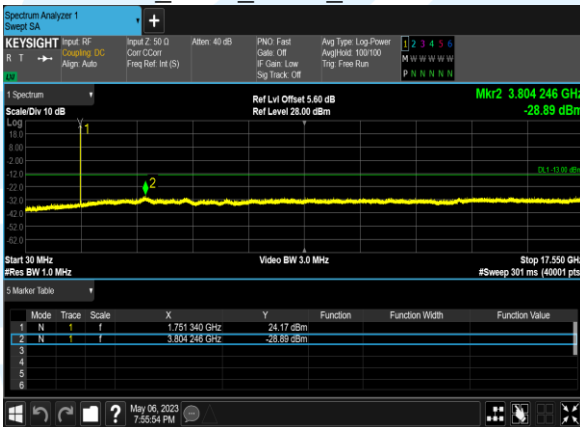 Spectrum Analyzer 1
Swept SA
+
KEYSIGHT Input: RF Input Z: 50 Ω Atten: 40 dB PNO: Fast Avg Type: Log-Power 1 2 3 4 5 6
R T Coupling: DC Corr CCorr Gate: Off Avg|Hold: 100/100 M W W W W W
Align: Auto Freq Ref: Int (S) IF Gain: Low Trig: Free Run
Sig Track: Off P N N N N N
LW
1 Spectrum Ref Lvl Offset 5.60 dB Mkr2 3.804 246 GHz
Scale/Div 10 dB Ref Level 28.00 dBm -28.89 dBm
Log
1
18.0
8.00
-2.00
DL1 -13.00 dBm
-12.0
2
-22.0
-32.0
-42.0
-52.0
-62.0
Start 30 MHz Video BW 3.0 MHz Stop 17.550 GHz
#Res BW 1.0 MHz #Sweep 301 ms (40001 pts)
5 Marker Table
Mode Trace Scale X Y Function Function Width Function Value
1 N 1 f 1.751 340 GHz 24.17 dBm
2 N 1 f 3.804 246 GHz -28.89 dBm
3
4
5
6
? May 06, 2023
7:55:54 PM